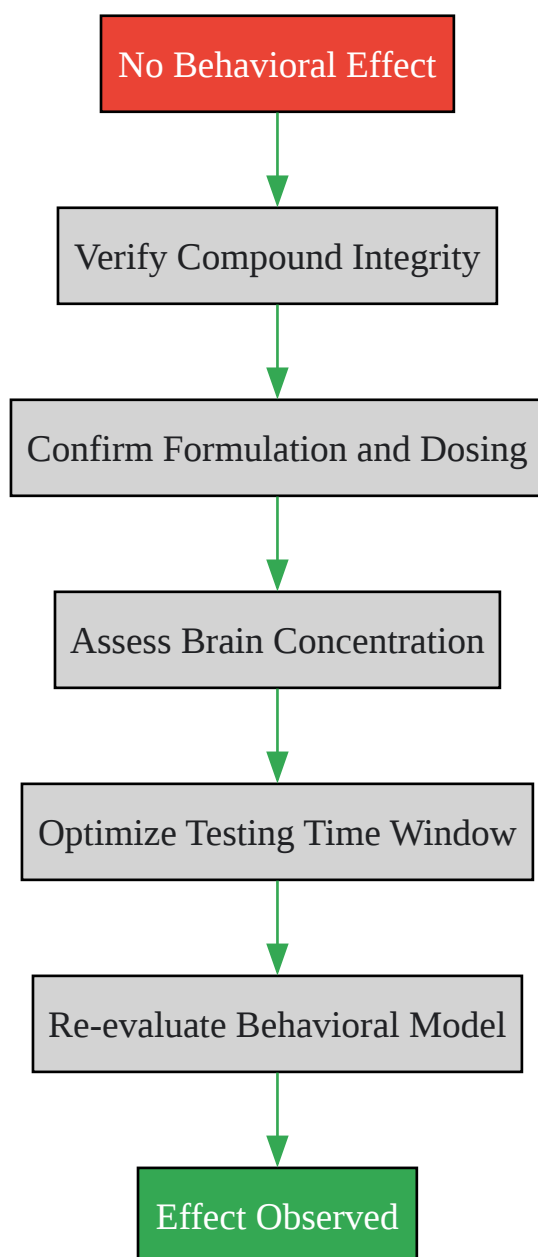 No Behavioral Effect
Verify Compound Integrity
Confirm Formulation and Dosing
Assess Brain Concentration
Optimize Testing Time Window
Re-evaluate Behavioral Model
Effect Observed